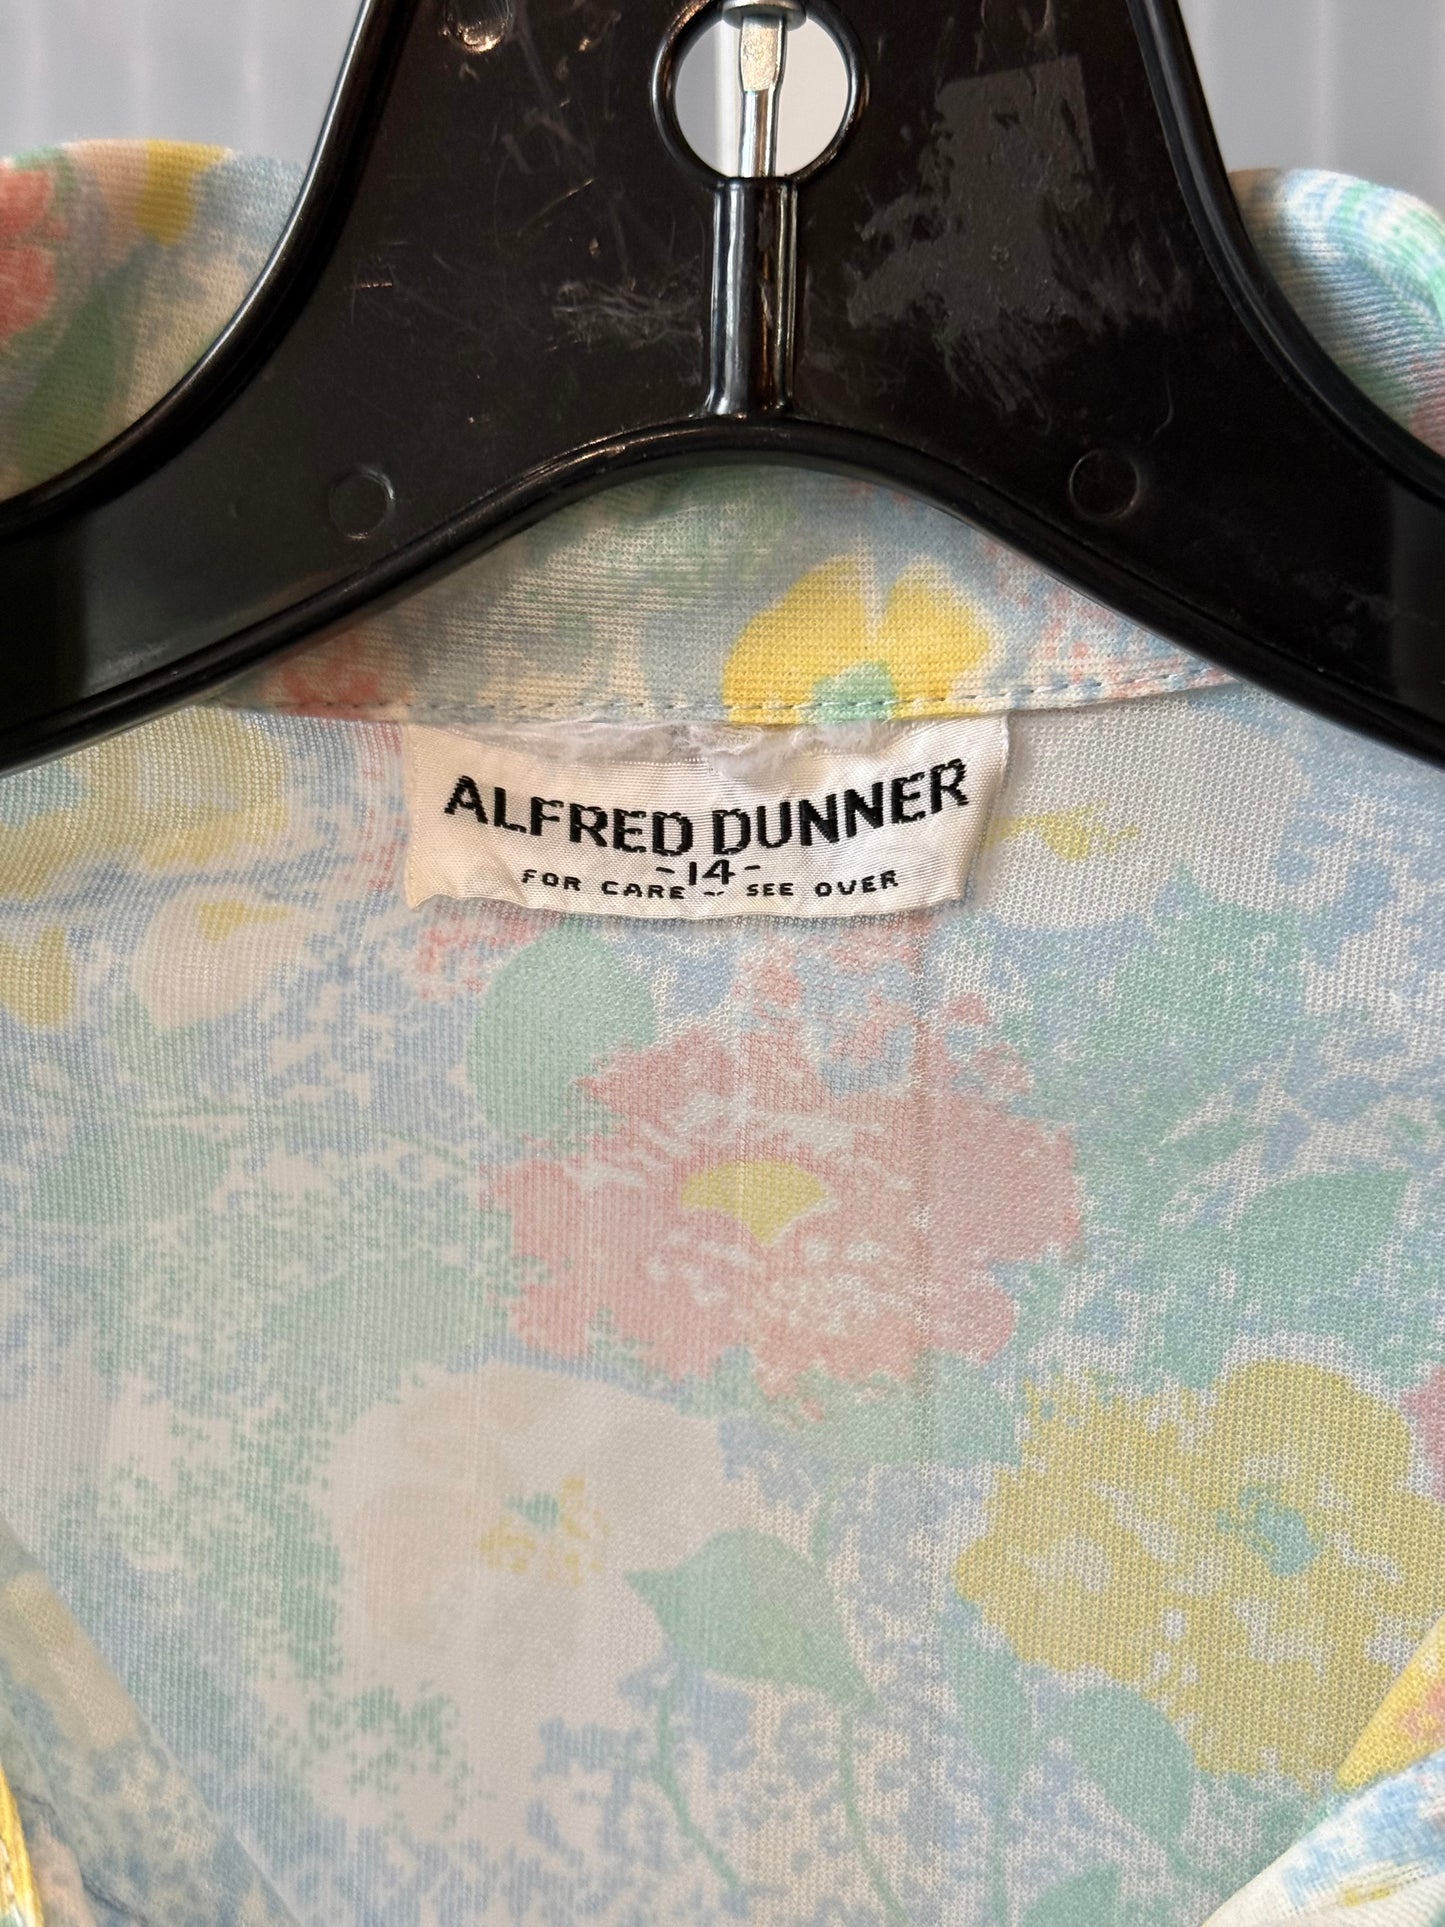 ALFRED DUNNER
-14-
FOR CARE -- SEE OVER